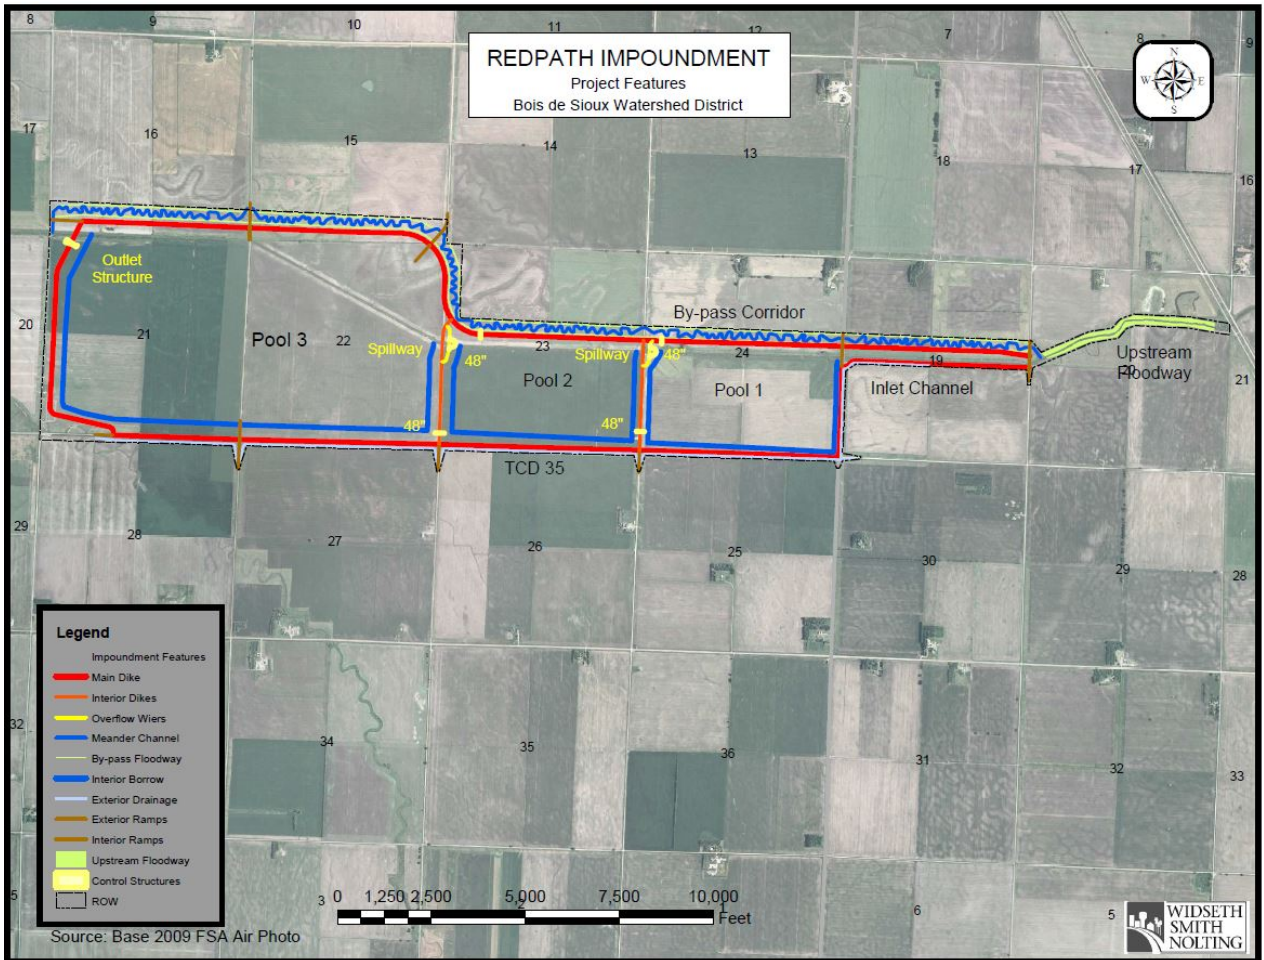 8
9
10
11
12
7
8
9
REDPATH IMPOUNDMENT
Project Features
Bois de Sioux Watershed District
N
W
E
S
17
16
15
14
13
18
17
16
Outlet
Structure
By-pass Corridor
20
21
Pool 3
22
Spillway
48"
23
Spillway
48"
24
19
20
Upstream
Floodway
21
Pool 2
Pool 1
Inlet Channel
48"
48"
TCD 35
29
28
27
26
25
30
29
28
32
34
35
36
31
32
33
Legend
Impoundment Features
Main Dike
Interior Dikes
Overflow Wiers
Meander Channel
By-pass Floodway
Interior Borrow
Exterior Drainage
Exterior Ramps
Interior Ramps
Upstream Floodway
Control Structures
ROW
5
3
2
1
6
5
0 1,250 2,500 5,000 7,500 10,000
Feet
Source: Base 2009 FSA Air Photo
WIDSETH
SMITH
NOLTING